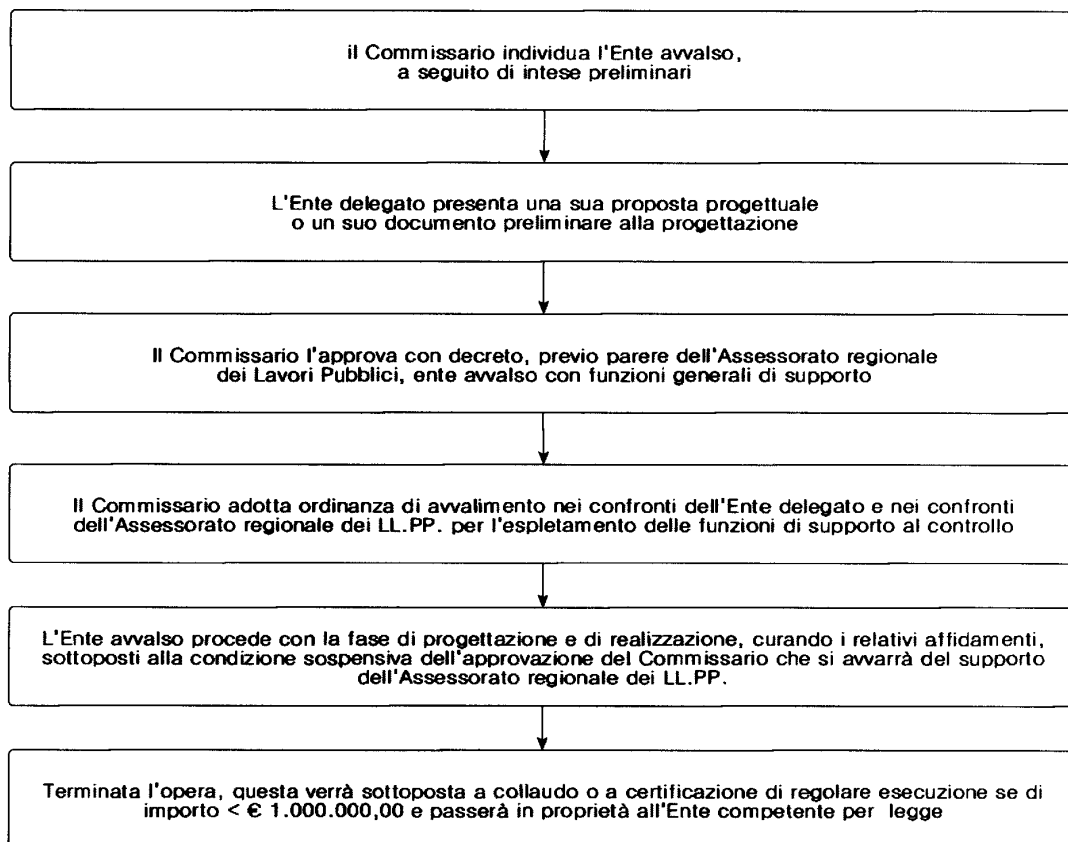 il Commissario individua l'Ente avvalso,
a seguito di intese preliminari
L'Ente delegato presenta una sua proposta progettuale
o un suo documento preliminare alla progettazione
Il Commissario l'approva con decreto, previo parere dell'Assessorato regionale
dei Lavori Pubblici, ente avvalso con funzioni generali di supporto
Il Commissario adotta ordinanza di avvalimento nei confronti dell'Ente delegato e nei confronti
dell'Assessorato regionale dei LL.PP. per l'espletamento delle funzioni di supporto al controllo
L'Ente avvalso procede con la fase di progettazione e di realizzazione, curando i relativi affidamenti,
sottoposti alla condizione sospensiva dell'approvazione del Commissario che si avvarrà del supporto
dell'Assessorato regionale dei LL.PP.
Terminata l'opera, questa verrà sottoposta a collaudo o a certificazione di regolare esecuzione se di
importo < € 1.000.000,00 e passerà in proprietà all'Ente competente per legge